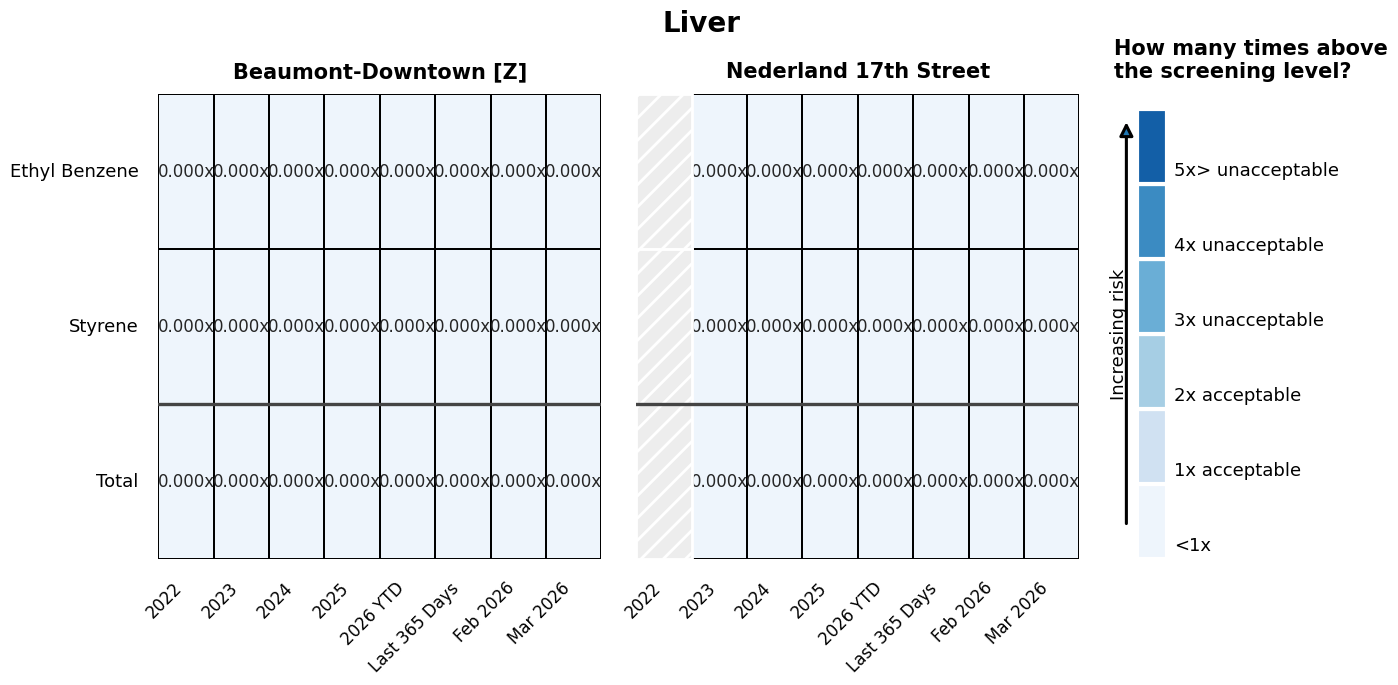 Liver
Beaumont-Downtown [Z]
Nederland 17th Street
How many times above
the screening level?
Ethyl Benzene
0.000x 0.000x 0.000x 0.000x 0.000x 0.000x 0.000x 0.000x
0.000x 0.000x 0.000x 0.000x 0.000x 0.000x 0.000x
Styrene
0.000x 0.000x 0.000x 0.000x 0.000x 0.000x 0.000x 0.000x
0.000x 0.000x 0.000x 0.000x 0.000x 0.000x 0.000x
Total
0.000x 0.000x 0.000x 0.000x 0.000x 0.000x 0.000x 0.000x
0.000x 0.000x 0.000x 0.000x 0.000x 0.000x 0.000x
2022
2023
2024
2025
2026 YTD
Last 365 Days
Feb 2026
Mar 2026
2022
2023
2024
2025
2026 YTD
Last 365 Days
Feb 2026
Mar 2026
Increasing risk
5x> unacceptable
4x unacceptable
3x unacceptable
2x acceptable
1x acceptable
<1x